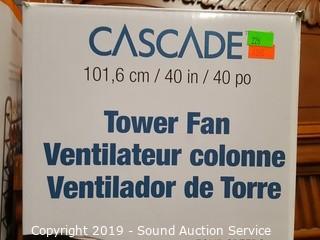 CASCADE
101,6 cm / 40 in / 40 po
Tower Fan
Ventilateur colonne
Ventilador de Torre
Copyright 2019 - Sound Auction Service